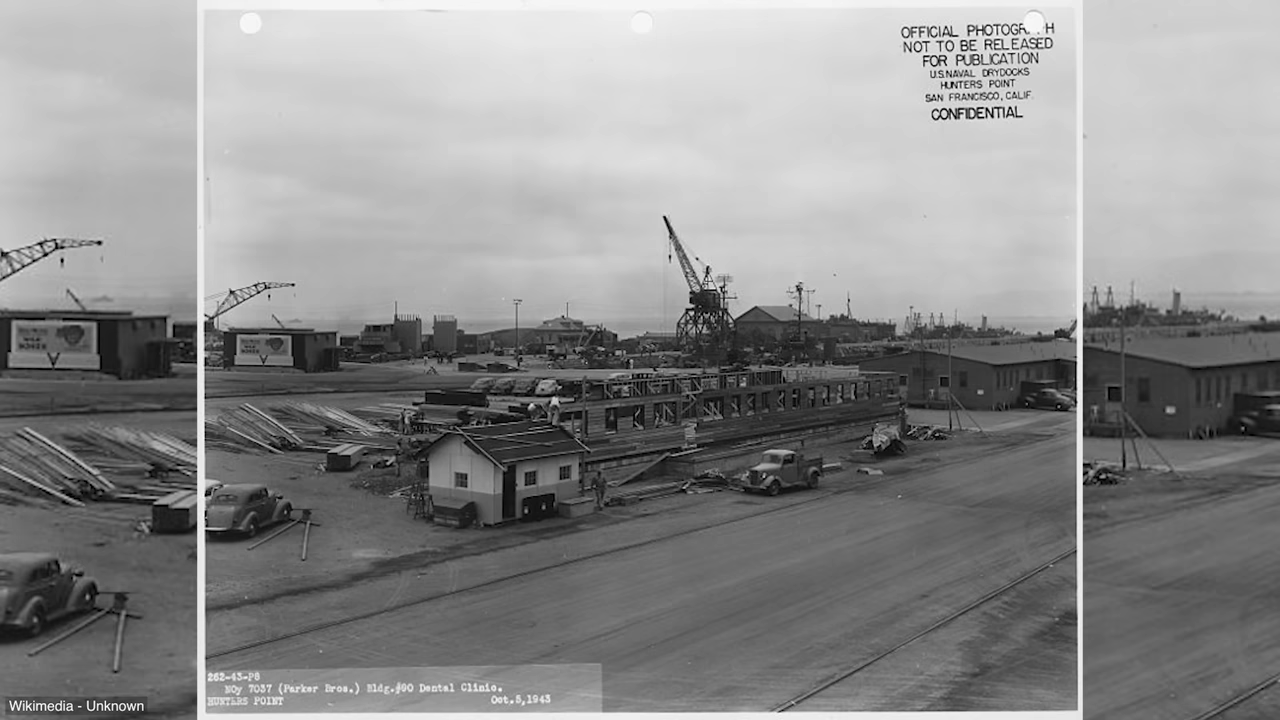 OFFICIAL PHOTOGRAPH
NOT TO BE RELEASED
FOR PUBLICATION
U.S. NAVAL DRYDOCKS
HUNTERS POINT
SAN FRANCISCO, CALIF.
CONFIDENTIAL
262-43-P8
NOy 7037 (Parker Bros.) Bldg.#90 Dental Clinic.
HUNTERS POINT Oct.5,1943
Wikimedia - Unknown